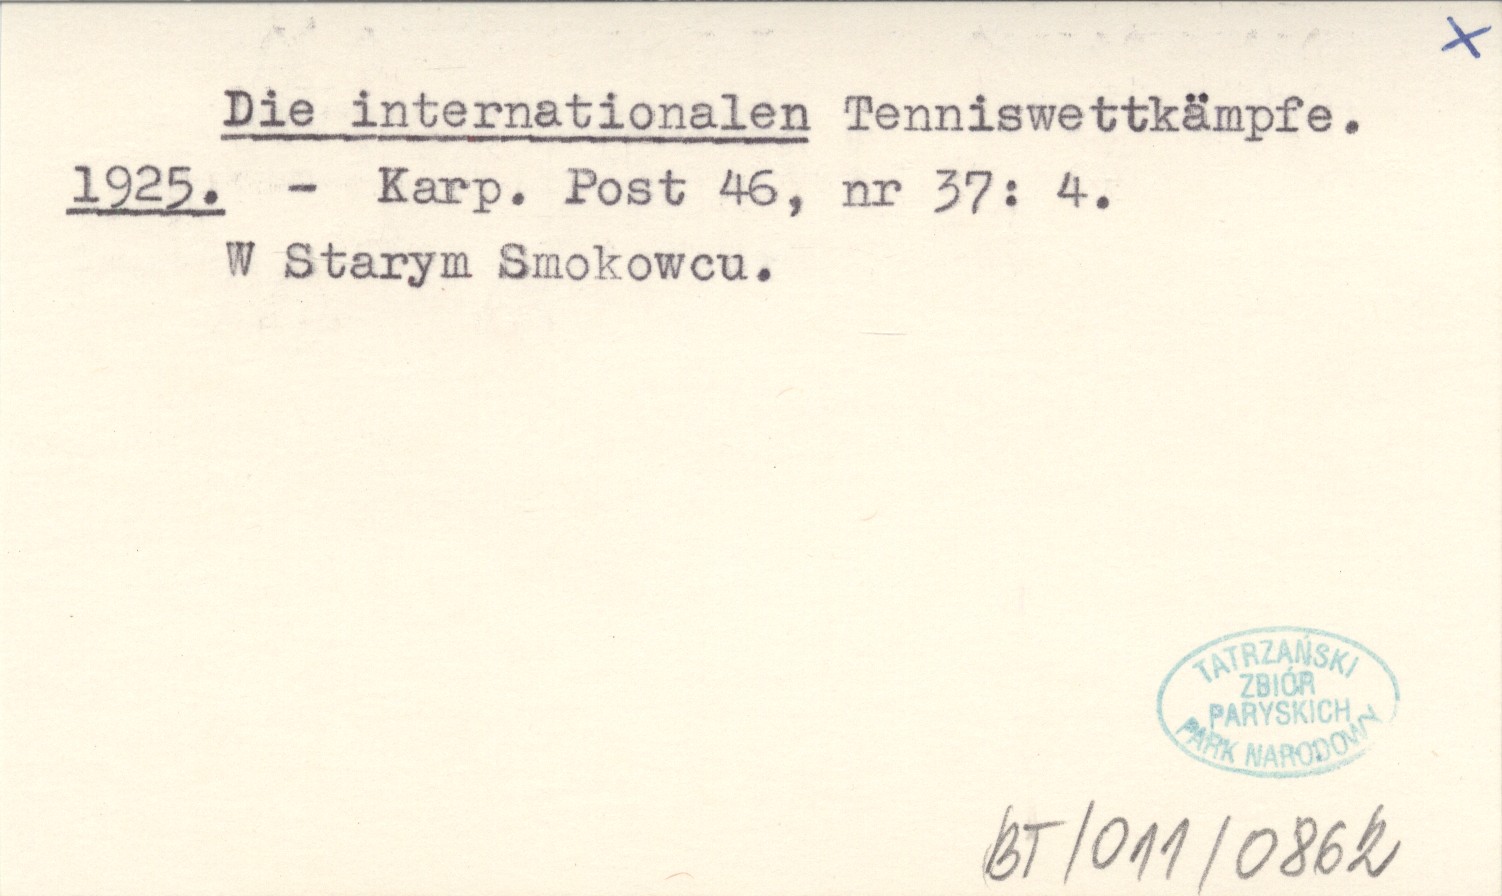 Die internationalen Tenniswettkämpfe.
1925. - Karp. Post 46, nr 37: 4.
W Starym Smokowcu.
TATRZAŃSKI
ZBIÓR
PARYSKICH
PARK NARODOWY
BT/011/0862